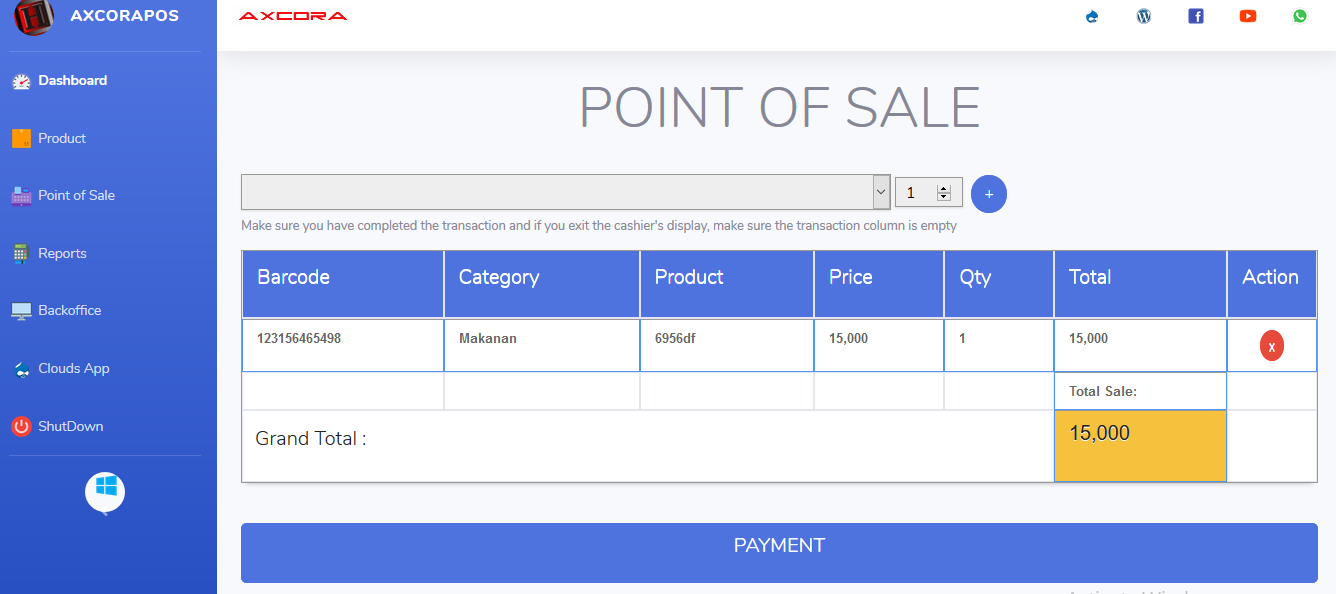 AXCORAPOS
Dashboard
Product
Point of Sale
Reports
Backoffice
Clouds App
ShutDown
AXCORA
POINT OF SALE
1
+
Make sure you have completed the transaction and if you exit the cashier's display, make sure the transaction column is empty
Barcode Category Product Price Qty Total Action
123156465498 Makanan 6956df 15,000 1 15,000 x
Total Sale:
Grand Total : 15,000
PAYMENT